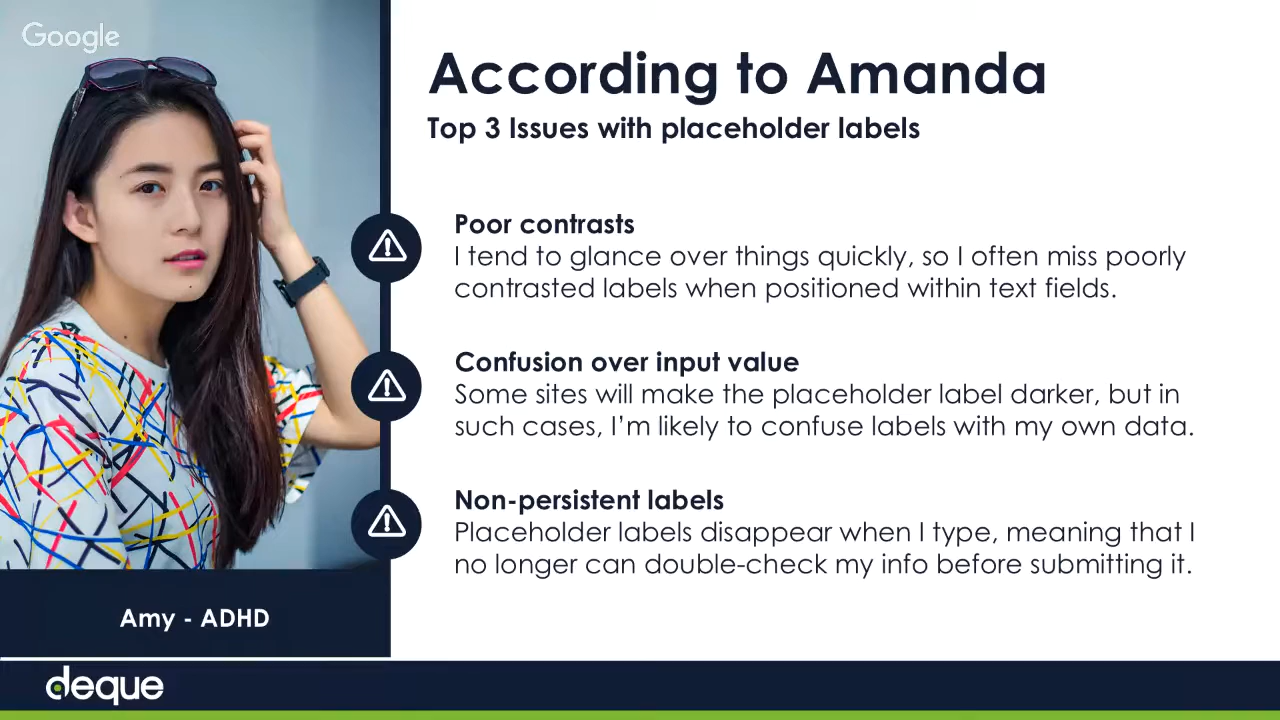 Google
According to Amanda
Top 3 Issues with placeholder labels
Poor contrasts
I tend to glance over things quickly, so I often miss poorly
contrasted labels when positioned within text fields.
Confusion over input value
Some sites will make the placeholder label darker, but in
such cases, I’m likely to confuse labels with my own data.
Non-persistent labels
Placeholder labels disappear when I type, meaning that I
no longer can double-check my info before submitting it.
Amy - ADHD
deque